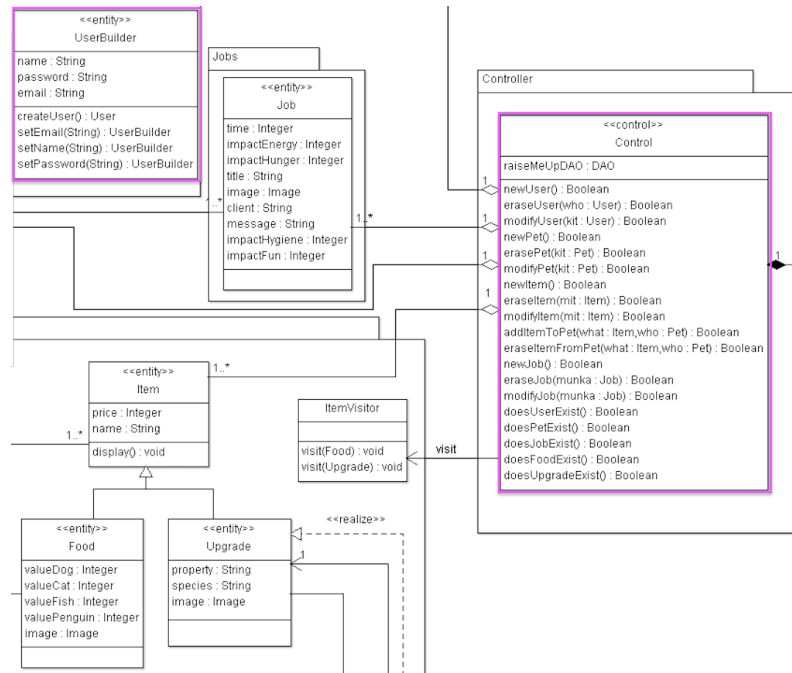 <<entity>>
UserBuilder
name : String
password : String
email : String
createUser() : User
setEmail(String) : UserBuilder
setName(String) : UserBuilder
setPassword(String) : UserBuilder
Jobs
<<entity>>
Job
time : Integer
impactEnergy : Integer
impactHunger : Integer
title : String
image : Image
client : String
message : String
impactHygiene : Integer
impactFun : Integer
1..*
1..*
Controller
<<control>>
Control
raiseMeUpDAO : DAO
newUser() : Boolean
eraseUser(who : User) : Boolean
modifyUser(kit : User) : Boolean
newPet() : Boolean
erasePet(kit : Pet) : Boolean
modifyPet(kit : Pet) : Boolean
newItem() : Boolean
eraseItem(mit : Item) : Boolean
modifyItem(mit : Item) : Boolean
addItemToPet(what : Item,who : Pet) : Boolean
eraseItemFromPet(what : Item,who : Pet) : Boolean
newJob() : Boolean
eraseJob(munka : Job) : Boolean
modifyJob(munka : Job) : Boolean
doesUserExist() : Boolean
doesPetExist() : Boolean
doesJobExist() : Boolean
doesFoodExist() : Boolean
doesUpgradeExist() : Boolean
1
1
1
1
1
1..*
<<entity>>
Item
price : Integer
name : String
display() : void
1..*
ItemVisitor
visit(Food) : void
visit(Upgrade) : void
visit
<<entity>>
Food
valueDog : Integer
valueCat : Integer
valueFish : Integer
valuePenguin : Integer
image : Image
<<entity>>
Upgrade
property : String
species : String
image : Image
<<realize>>
1